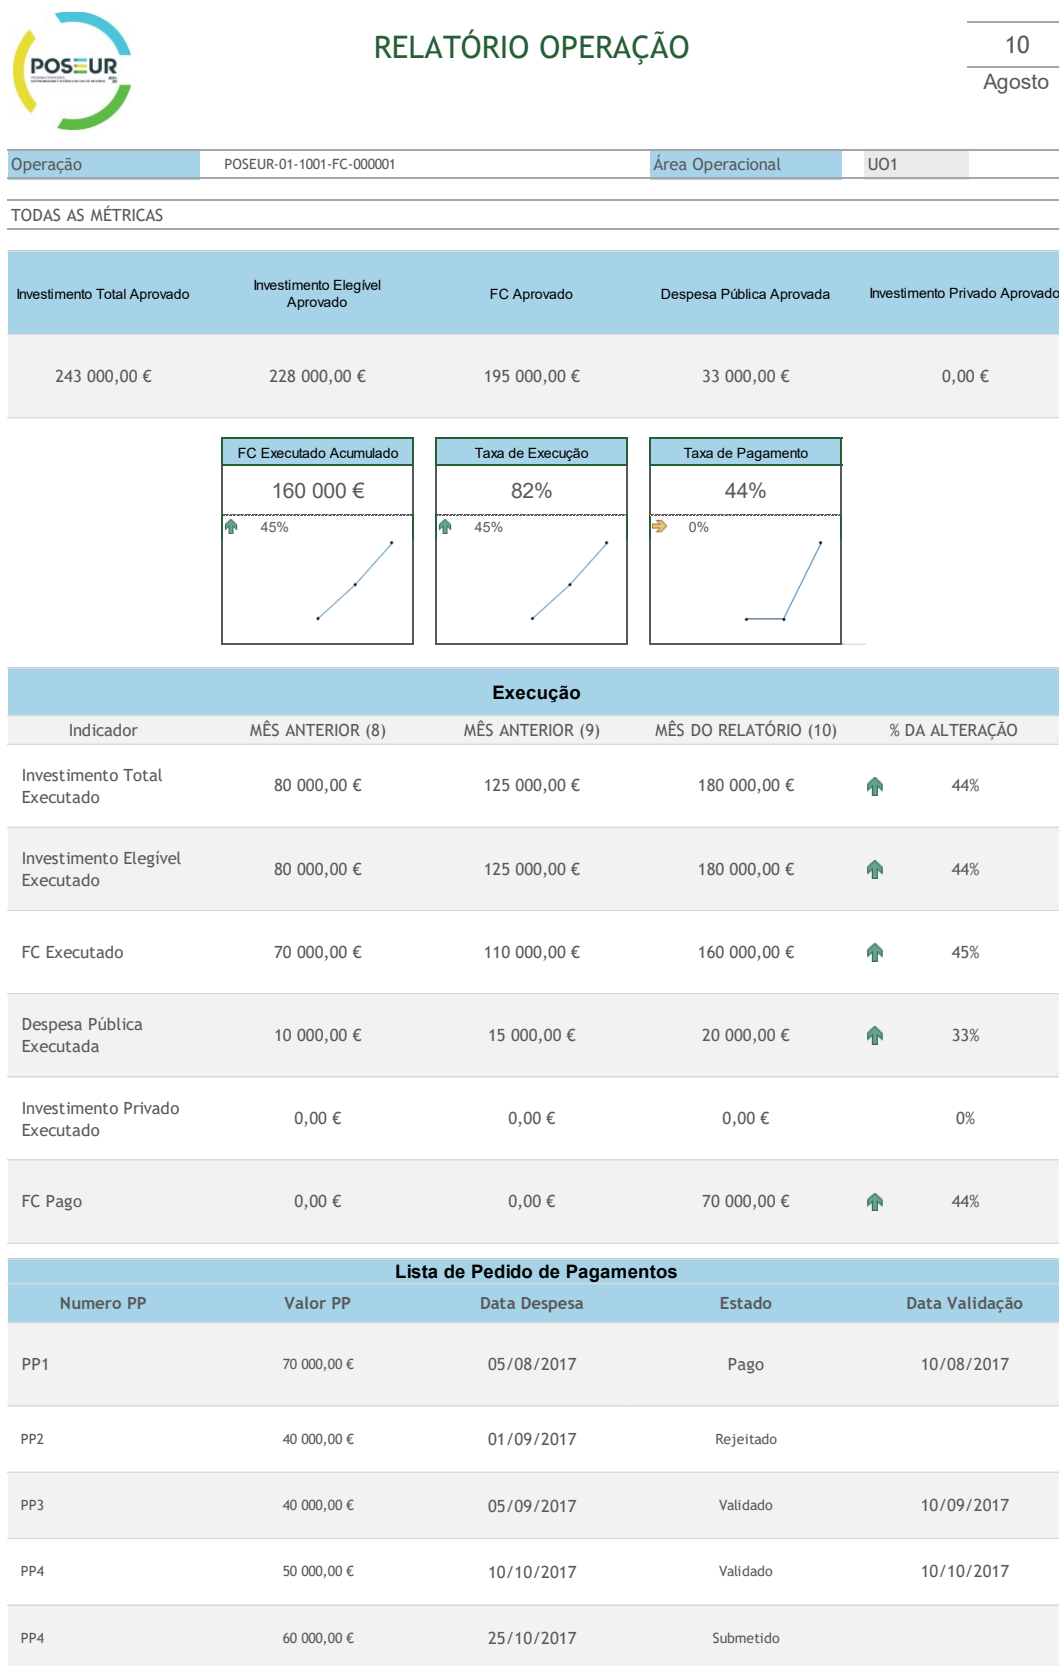 POSEUR
RELATÓRIO OPERAÇÃO
10
Agosto
Operação POSEUR-01-1001-FC-000001 Área Operacional UO1
TODAS AS MÉTRICAS
Investimento Total Aprovado Investimento Elegível Aprovado FC Aprovado Despesa Pública Aprovada Investimento Privado Aprovado
243 000,00 € 228 000,00 € 195 000,00 € 33 000,00 € 0,00 €
FC Executado Acumulado Taxa de Execução Taxa de Pagamento
160 000 € 82% 44%
45% 45% 0%
Execução
Indicador MÊS ANTERIOR (8) MÊS ANTERIOR (9) MÊS DO RELATÓRIO (10) % DA ALTERAÇÃO
Investimento Total Executado 80 000,00 € 125 000,00 € 180 000,00 € 44%
Investimento Elegível Executado 80 000,00 € 125 000,00 € 180 000,00 € 44%
FC Executado 70 000,00 € 110 000,00 € 160 000,00 € 45%
Despesa Pública Executada 10 000,00 € 15 000,00 € 20 000,00 € 33%
Investimento Privado Executado 0,00 € 0,00 € 0,00 € 0%
FC Pago 0,00 € 0,00 € 70 000,00 € 44%
Lista de Pedido de Pagamentos
Numero PP Valor PP Data Despesa Estado Data Validação
PP1 70 000,00 € 05/08/2017 Pago 10/08/2017
PP2 40 000,00 € 01/09/2017 Rejeitado
PP3 40 000,00 € 05/09/2017 Validado 10/09/2017
PP4 50 000,00 € 10/10/2017 Validado 10/10/2017
PP4 60 000,00 € 25/10/2017 Submetido